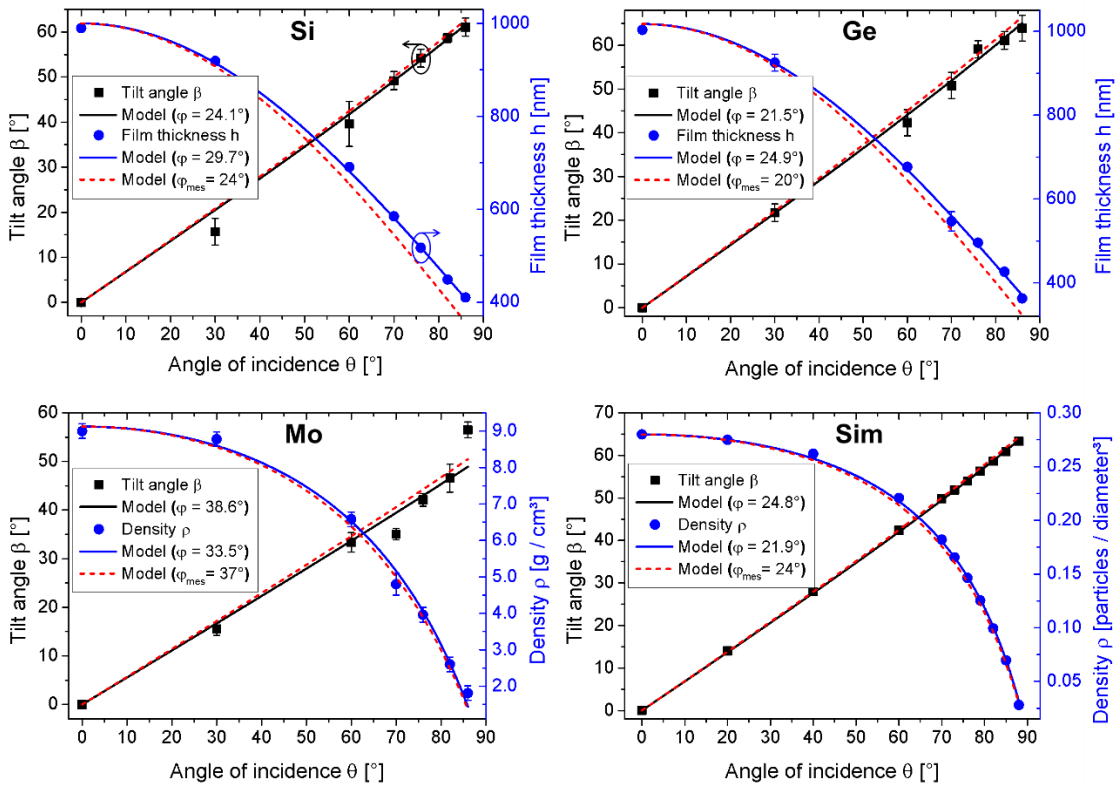 Si
Tilt angle β [°]
60
50
40
30
20
10
0
Tilt angle β
Model (φ = 24.1°)
Film thickness h
Model (φ = 29.7°)
Model (φmes = 24°)
1000
800
600
400
Film thickness h [nm]
0 10 20 30 40 50 60 70 80 90
Angle of incidence θ [°]
Ge
Tilt angle β [°]
60
50
40
30
20
10
0
Tilt angle β
Model (φ = 21.5°)
Film thickness h
Model (φ = 24.9°)
Model (φmes = 20°)
1000
800
600
400
Film thickness h [nm]
0 10 20 30 40 50 60 70 80 90
Angle of incidence θ [°]
Mo
Tilt angle β [°]
60
50
40
30
20
10
0
Tilt angle β
Model (φ = 38.6°)
Density ρ
Model (φ = 33.5°)
Model (φmes = 37°)
9.0
8.0
7.0
6.0
5.0
4.0
3.0
2.0
Density ρ [g / cm³]
0 10 20 30 40 50 60 70 80 90
Angle of incidence θ [°]
Sim
Tilt angle β [°]
70
60
50
40
30
20
10
0
Tilt angle β
Model (φ = 24.8°)
Density ρ
Model (φ = 21.9°)
Model (φmes = 24°)
0.30
0.25
0.20
0.15
0.10
0.05
Density ρ [particles / diameter³]
0 10 20 30 40 50 60 70 80 90
Angle of incidence θ [°]